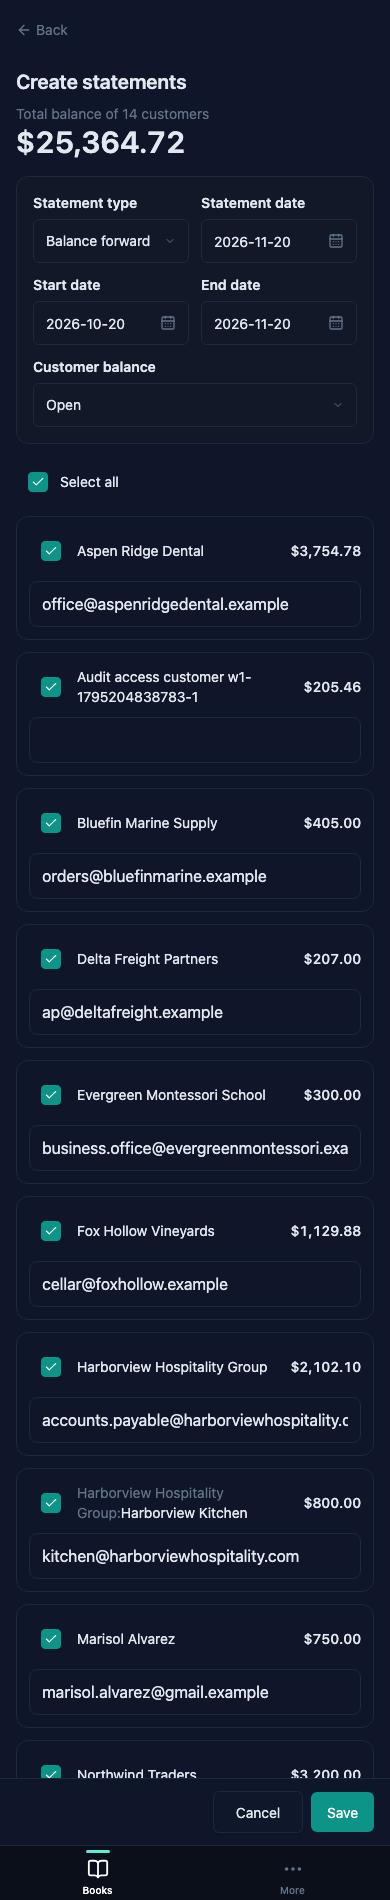 Back
Create statements
Total balance of 14 customers
$25,364.72
Statement type
Statement date
Balance forward
2026-11-20
Start date
End date
2026-10-20
2026-11-20
Customer balance
Open
Select all
Aspen Ridge Dental
$3,754.78
office@aspenridgedental.example
Audit access customer w1-
1795204838783-1
$205.46
Bluefin Marine Supply
$405.00
orders@bluefinmarine.example
Delta Freight Partners
$207.00
ap@deltafreight.example
Evergreen Montessori School
$300.00
business.office@evergreenmontessori.exa
Fox Hollow Vineyards
$1,129.88
cellar@foxhollow.example
Harborview Hospitality Group
$2,102.10
accounts.payable@harborviewhospitality.c
Harborview Hospitality
Group:Harborview Kitchen
$800.00
kitchen@harborviewhospitality.com
Marisol Alvarez
$750.00
marisol.alvarez@gmail.example
Northwind Traders
$3,200.00
Cancel
Save
Books
More